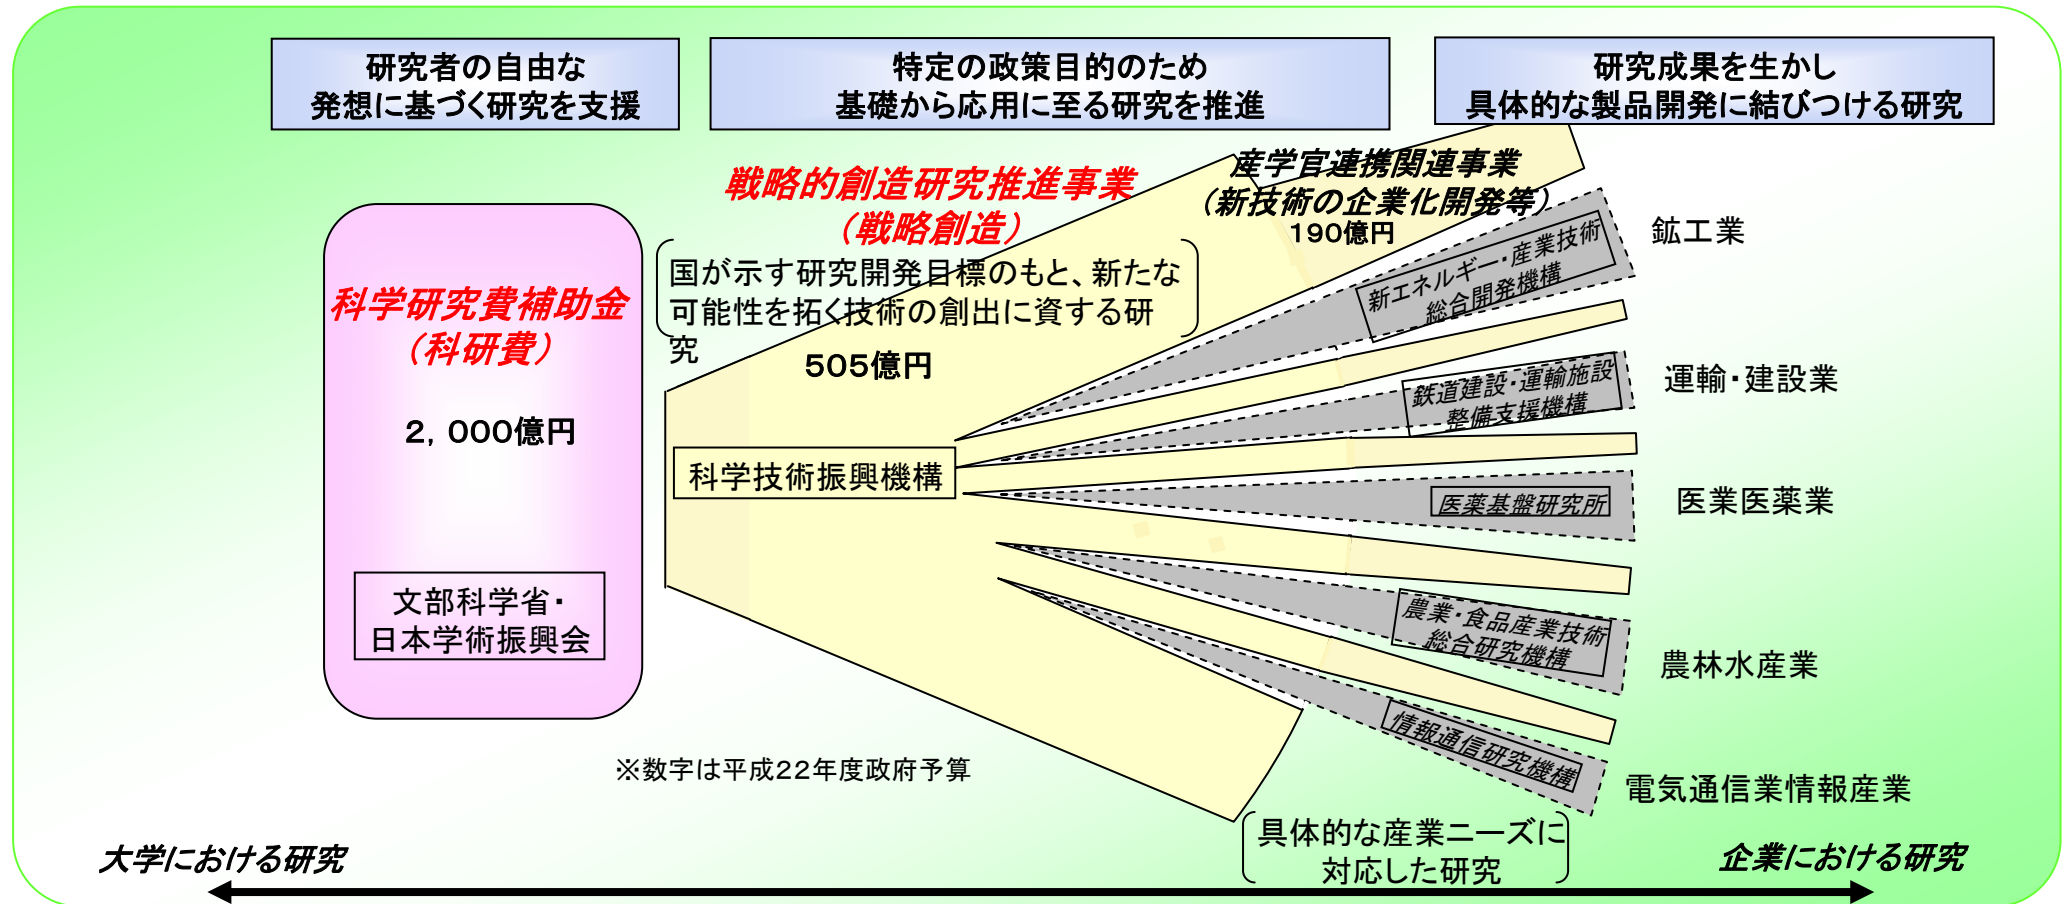 研究者の自由な
発想に基づく研究を支援
特定の政策目的のため
基礎から応用に至る研究を推進
研究成果を生かし
具体的な製品開発に結びつける研究
科学研究費補助金
（科研費）
２，０００億円
文部科学省・
日本学術振興会
戦略的創造研究推進事業
（戦略創造）
国が示す研究開発目標のもと、新たな
可能性を拓く技術の創出に資する研
究
５０５億円
科学技術振興機構
産学官連携関連事業
（新技術の企業化開発等）
１９０億円
新エネルギー・産業技術
総合開発機構
鉱工業
鉄道建設・運輸施設
整備支援機構
運輸・建設業
医薬基盤研究所
医業医薬業
農業・食品産業技術
総合研究機構
農林水産業
情報通信研究機構
電気通信業情報産業
※数字は平成２２年度政府予算
具体的な産業ニーズに
対応した研究
大学における研究
企業における研究